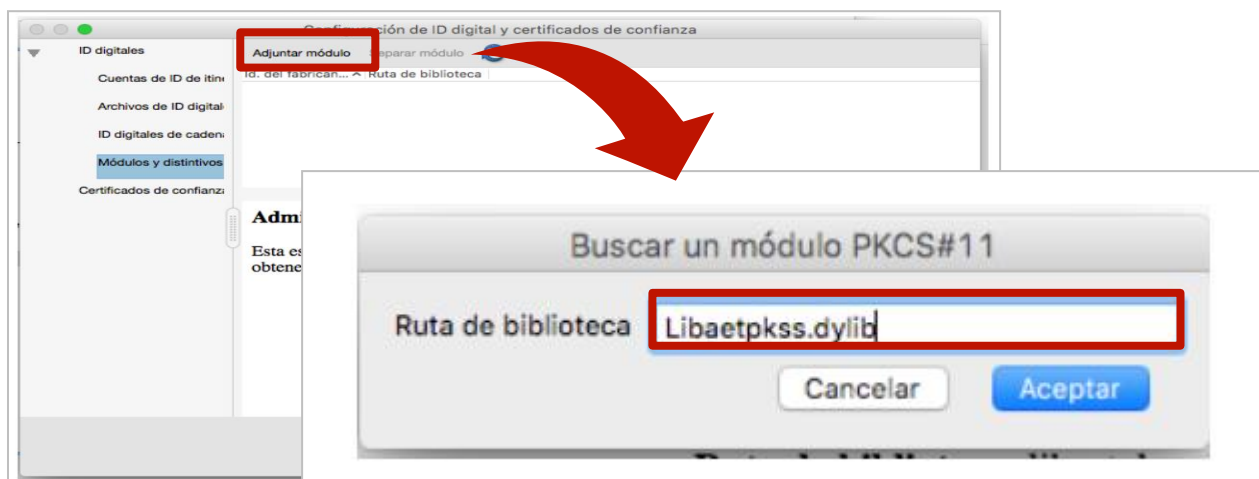 Configuración de ID digital y certificados de confianza
ID digitales
Adjuntar módulo
Separar módulo
Cuentas de ID de itin
Id. del fabrican... Ruta de biblioteca
Archivos de ID digital
ID digitales de caden
Módulos y distintivos
Certificados de confianz
Adm
Esta es
obtene
Buscar un módulo PKCS#11
Ruta de biblioteca
Libaetpkss.dylib
Cancelar
Aceptar